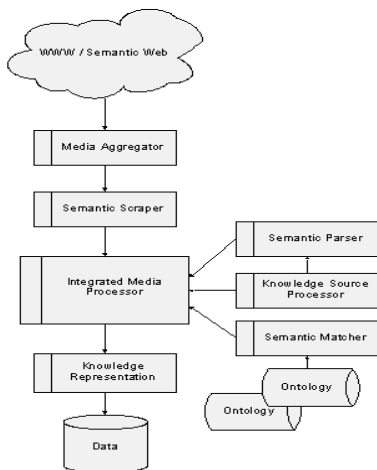 WWW / Semantic Web
Media Aggregator
Semantic Scraper
Semantic Parser
Integrated Media
Processor
Knowledge Source
Processor
Semantic Matcher
Knowledge
Representation
Ontology
Ontology
Data